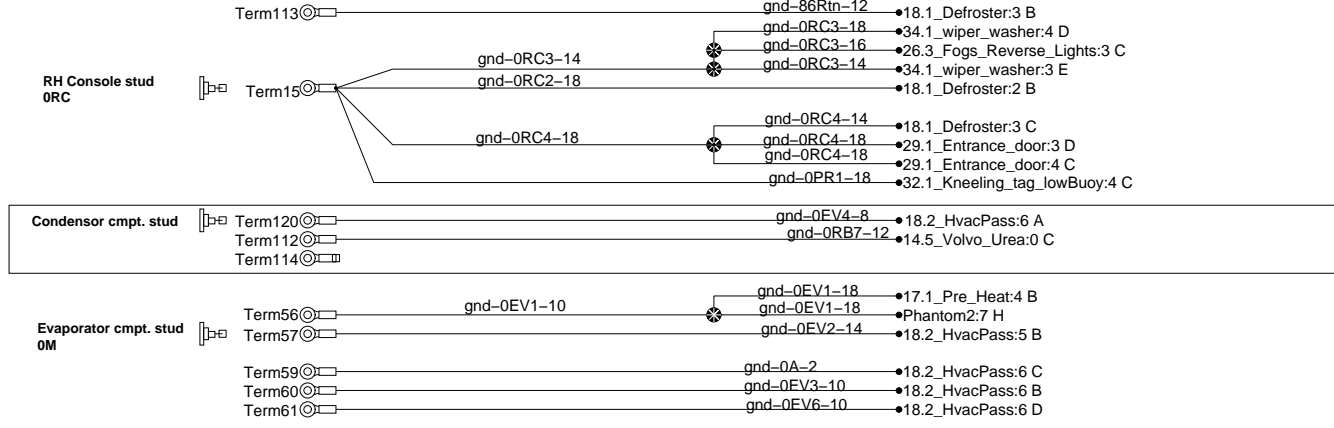 Term113 gnd–86Rtn–12 18.1_Defroster:3 B
gnd–0RC3–18 34.1_wiper_washer:4 D
gnd–0RC3–16 26.3_Fogs_Reverse_Lights:3 C
gnd–0RC3–14 gnd–0RC3–14 34.1_wiper_washer:3 E
RH Console stud
0RC
Term15 gnd–0RC2–18 18.1_Defroster:2 B
gnd–0RC4–14 18.1_Defroster:3 C
gnd–0RC4–18 gnd–0RC4–18 29.1_Entrance_door:3 D
gnd–0RC4–18 29.1_Entrance_door:4 C
gnd–0PR1–18 32.1_Kneeling_tag_lowBuoy:4 C
Condensor cmpt. stud Term120 gnd–0EV4–8 18.2_HvacPass:6 A
Term112 gnd–0RB7–12 14.5_Volvo_Urea:0 C
Term114
gnd–0EV1–18 17.1_Pre_Heat:4 B
Term56 gnd–0EV1–10 gnd–0EV1–18 Phantom2:7 H
Evaporator cmpt. stud
0M
Term57 gnd–0EV2–14 18.2_HvacPass:5 B
Term59 gnd–0A–2 18.2_HvacPass:6 C
Term60 gnd–0EV3–10 18.2_HvacPass:6 B
Term61 gnd–0EV6–10 18.2_HvacPass:6 D